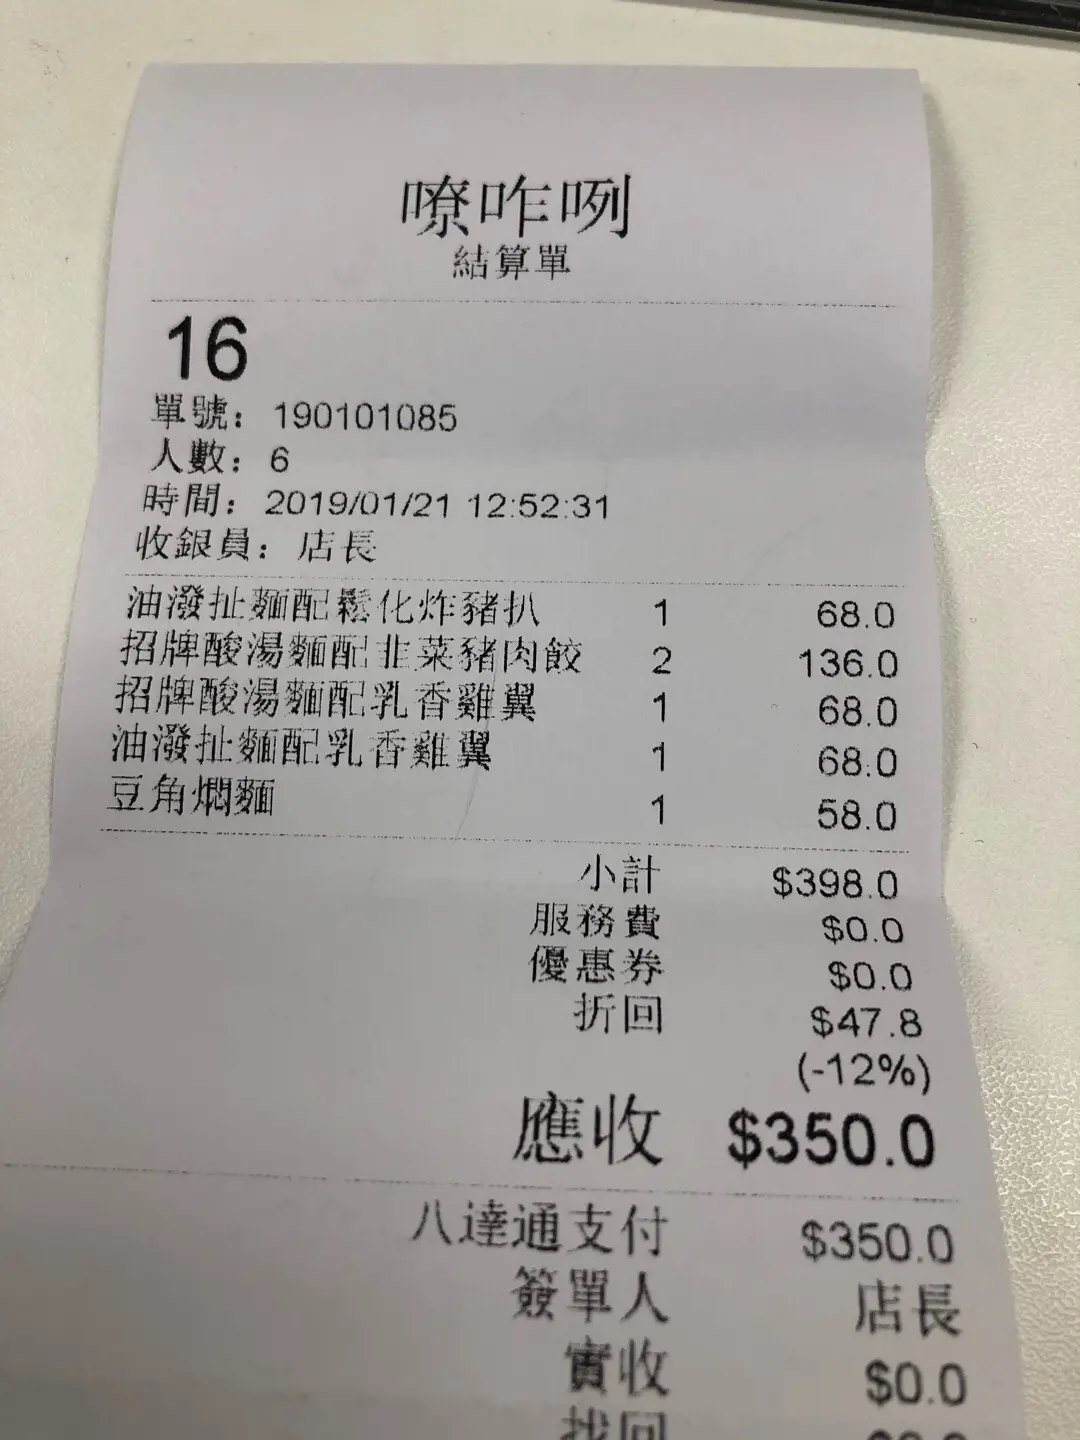 嘹咋咧
結算單
16
單號： 190101085
人數： 6
時間： 2019/01/21 12:52:31
收銀員： 店長
油潑扯麵配鬆化炸豬扒 1 68.0
招牌酸湯麵配韭菜豬肉餃 2 136.0
招牌酸湯麵配乳香雞翼 1 68.0
油潑扯麵配乳香雞翼 1 68.0
豆角燜麵 1 58.0
小計 $398.0
服務費 $0.0
優惠券 $0.0
折回 $47.8
(-12%)
應收 $350.0
八達通支付 $350.0
簽單人 店長
實收 $0.0
找回